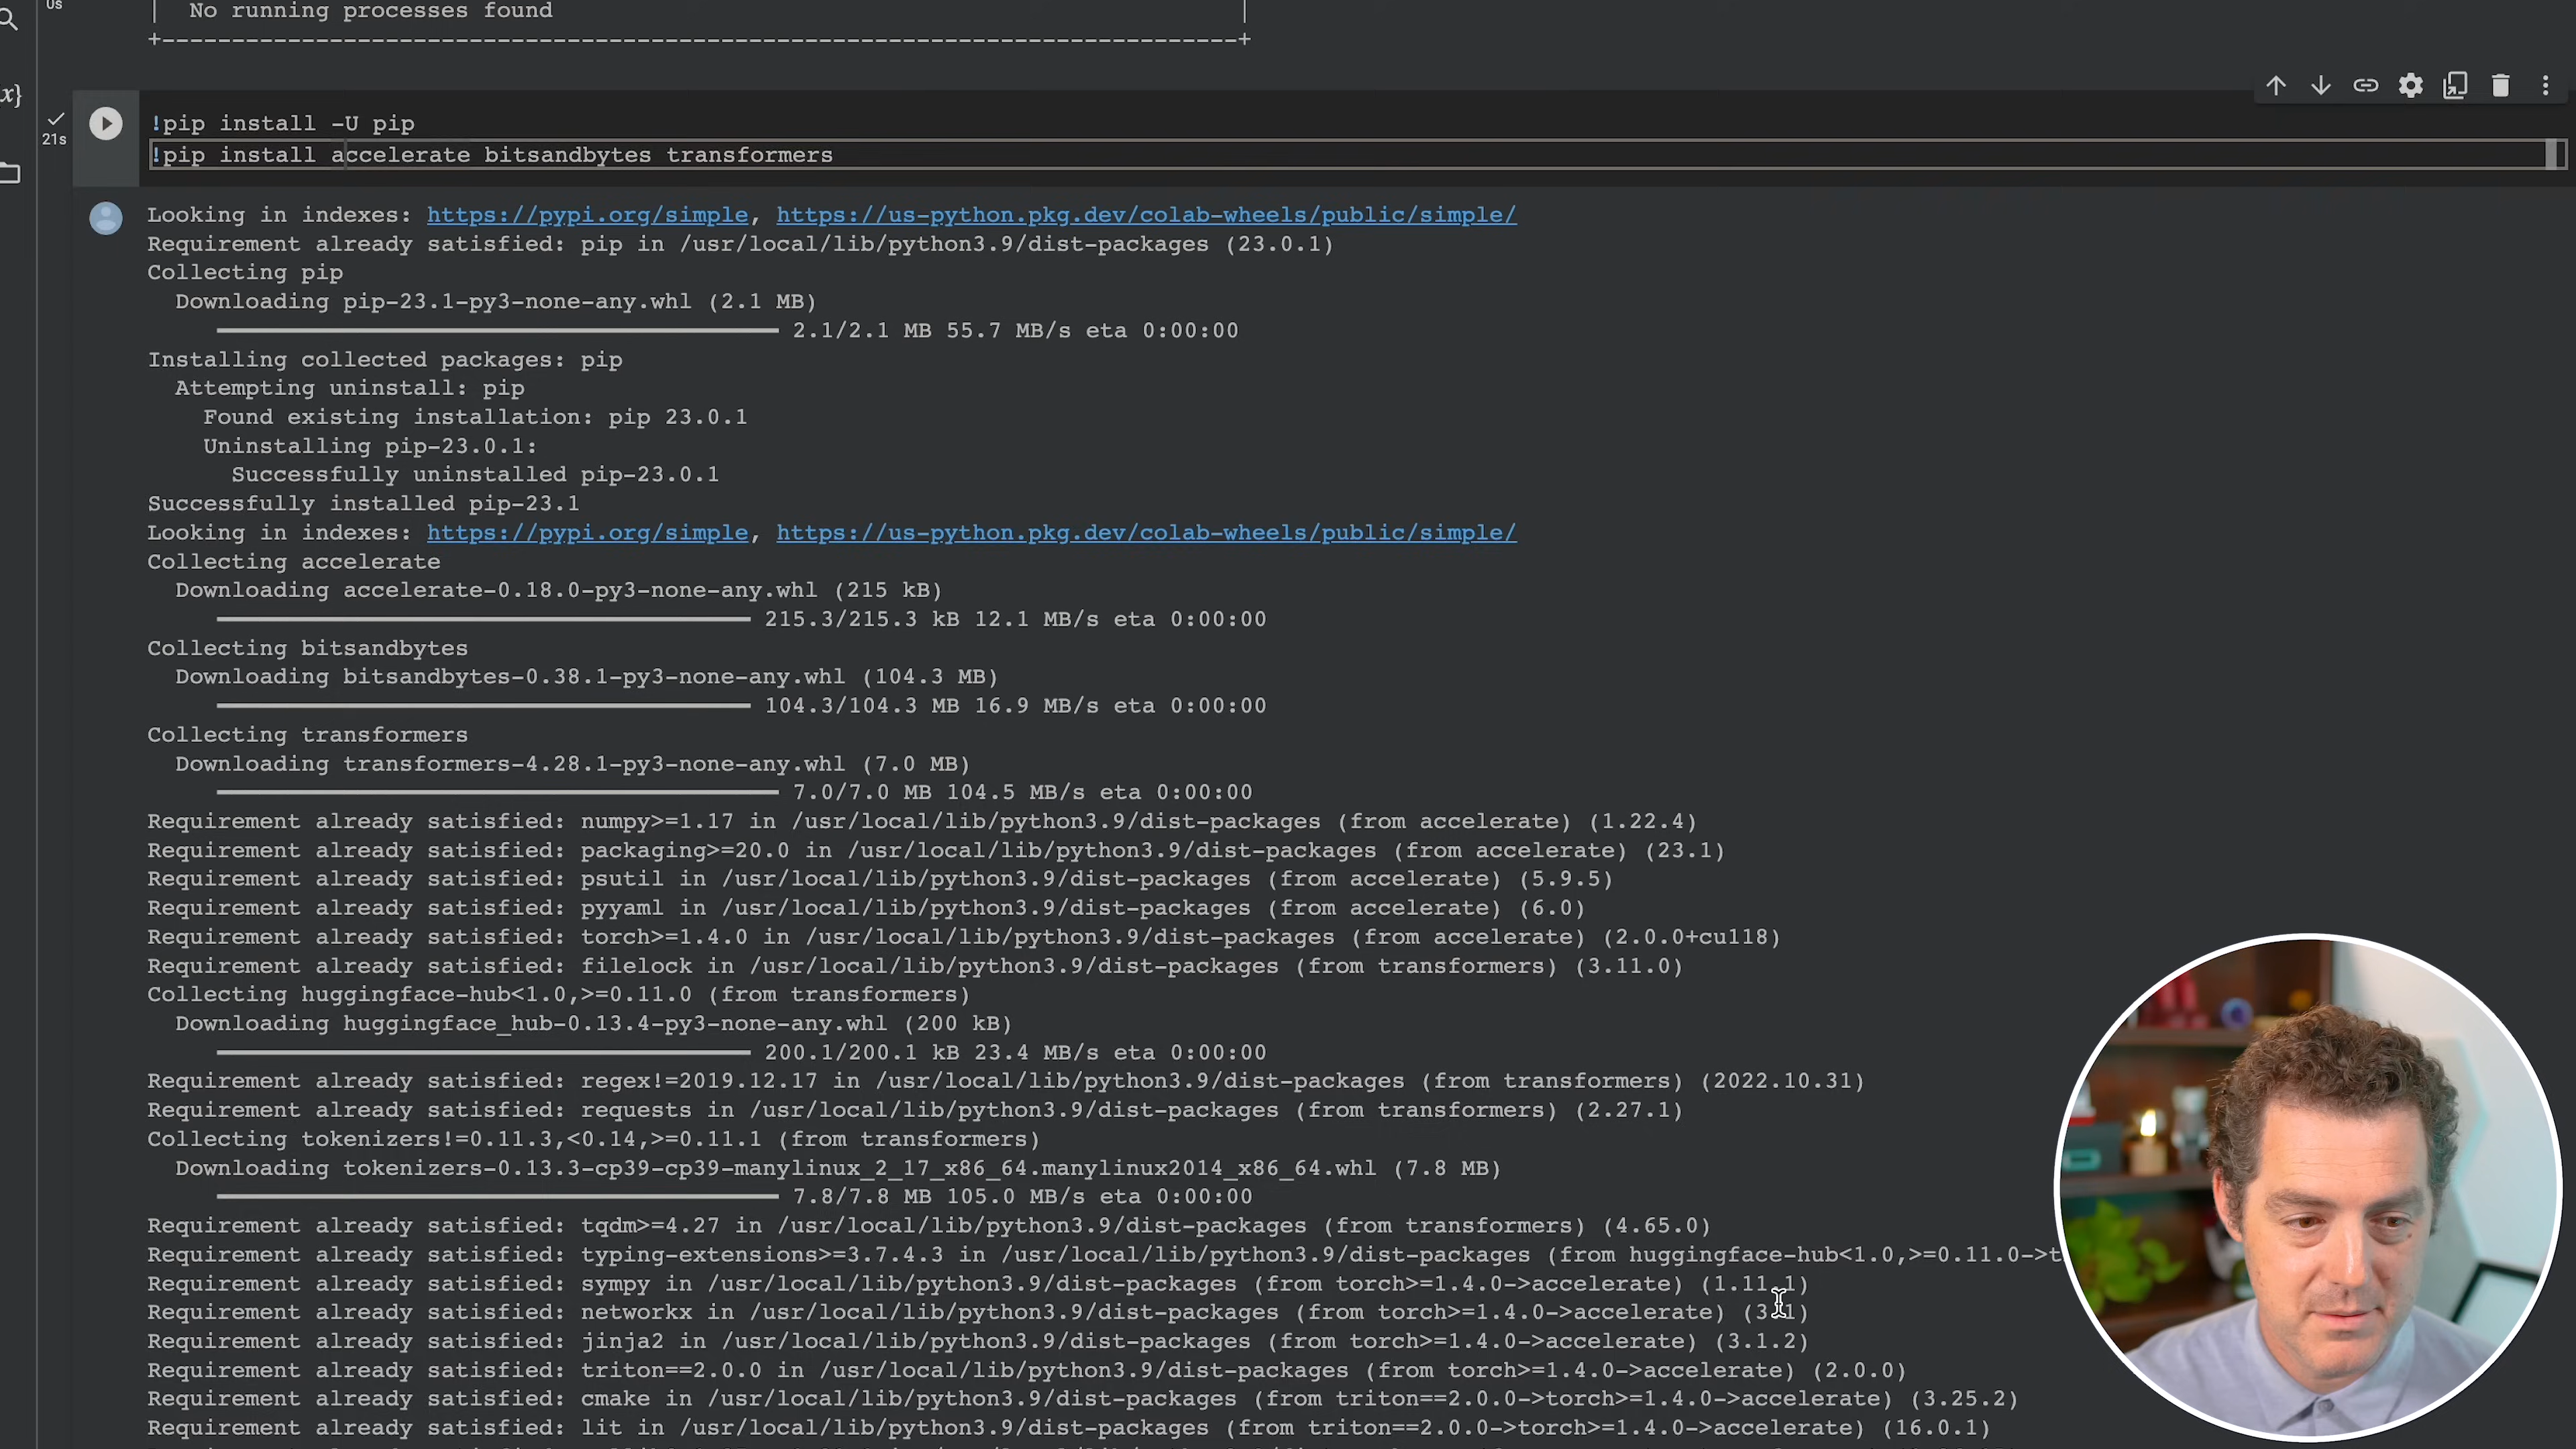 0s
| No running processes found |
+-----------------------------------------------------------------------------+
x}
21s
!pip install -U pip
!pip install accelerate bitsandbytes transformers
Looking in indexes: https://pypi.org/simple, https://us-python.pkg.dev/colab-wheels/public/simple/
Requirement already satisfied: pip in /usr/local/lib/python3.9/dist-packages (23.0.1)
Collecting pip
Downloading pip-23.1-py3-none-any.whl (2.1 MB)
2.1/2.1 MB 55.7 MB/s eta 0:00:00
Installing collected packages: pip
Attempting uninstall: pip
Found existing installation: pip 23.0.1
Uninstalling pip-23.0.1:
Successfully uninstalled pip-23.0.1
Successfully installed pip-23.1
Looking in indexes: https://pypi.org/simple, https://us-python.pkg.dev/colab-wheels/public/simple/
Collecting accelerate
Downloading accelerate-0.18.0-py3-none-any.whl (215 kB)
215.3/215.3 kB 12.1 MB/s eta 0:00:00
Collecting bitsandbytes
Downloading bitsandbytes-0.38.1-py3-none-any.whl (104.3 MB)
104.3/104.3 MB 16.9 MB/s eta 0:00:00
Collecting transformers
Downloading transformers-4.28.1-py3-none-any.whl (7.0 MB)
7.0/7.0 MB 104.5 MB/s eta 0:00:00
Requirement already satisfied: numpy>=1.17 in /usr/local/lib/python3.9/dist-packages (from accelerate) (1.22.4)
Requirement already satisfied: packaging>=20.0 in /usr/local/lib/python3.9/dist-packages (from accelerate) (23.1)
Requirement already satisfied: psutil in /usr/local/lib/python3.9/dist-packages (from accelerate) (5.9.5)
Requirement already satisfied: pyyaml in /usr/local/lib/python3.9/dist-packages (from accelerate) (6.0)
Requirement already satisfied: torch>=1.4.0 in /usr/local/lib/python3.9/dist-packages (from accelerate) (2.0.0+cu118)
Requirement already satisfied: filelock in /usr/local/lib/python3.9/dist-packages (from transformers) (3.11.0)
Collecting huggingface-hub<1.0,>=0.11.0 (from transformers)
Downloading huggingface_hub-0.13.4-py3-none-any.whl (200 kB)
200.1/200.1 kB 23.4 MB/s eta 0:00:00
Requirement already satisfied: regex!=2019.12.17 in /usr/local/lib/python3.9/dist-packages (from transformers) (2022.10.31)
Requirement already satisfied: requests in /usr/local/lib/python3.9/dist-packages (from transformers) (2.27.1)
Collecting tokenizers!=0.11.3,<0.14,>=0.11.1 (from transformers)
Downloading tokenizers-0.13.3-cp39-cp39-manylinux_2_17_x86_64.manylinux2014_x86_64.whl (7.8 MB)
7.8/7.8 MB 105.0 MB/s eta 0:00:00
Requirement already satisfied: tqdm>=4.27 in /usr/local/lib/python3.9/dist-packages (from transformers) (4.65.0)
Requirement already satisfied: typing-extensions>=3.7.4.3 in /usr/local/lib/python3.9/dist-packages (from huggingface-hub<1.0,>=0.11.0->t
Requirement already satisfied: sympy in /usr/local/lib/python3.9/dist-packages (from torch>=1.4.0->accelerate) (1.11.1)
Requirement already satisfied: networkx in /usr/local/lib/python3.9/dist-packages (from torch>=1.4.0->accelerate) (3.1)
Requirement already satisfied: jinja2 in /usr/local/lib/python3.9/dist-packages (from torch>=1.4.0->accelerate) (3.1.2)
Requirement already satisfied: triton==2.0.0 in /usr/local/lib/python3.9/dist-packages (from torch>=1.4.0->accelerate) (2.0.0)
Requirement already satisfied: cmake in /usr/local/lib/python3.9/dist-packages (from triton==2.0.0->torch>=1.4.0->accelerate) (3.25.2)
Requirement already satisfied: lit in /usr/local/lib/python3.9/dist-packages (from triton==2.0.0->torch>=1.4.0->accelerate) (16.0.1)